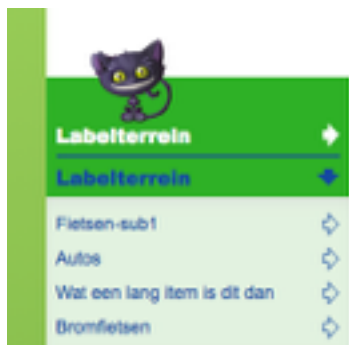 Labelterrein
Labelterrein
Fietsen-sub1
Autos
Wat een lang item is dit dan
Bromfietsen